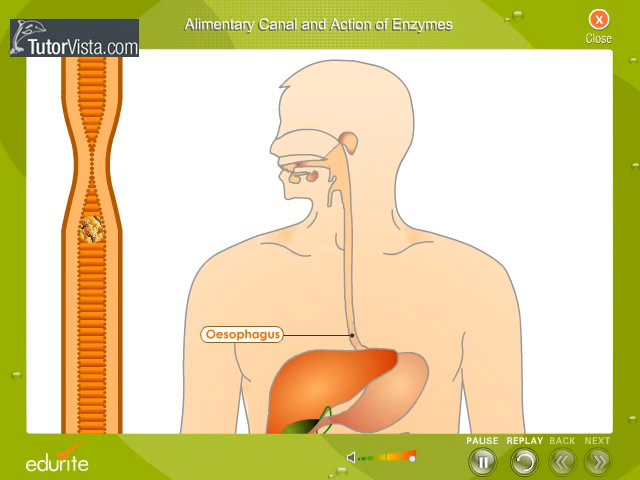 Alimentary Canal and Action of Enzymes
X
Close
TutorVista.com
Oesophagus
PAUSE REPLAY BACK NEXT
edurite